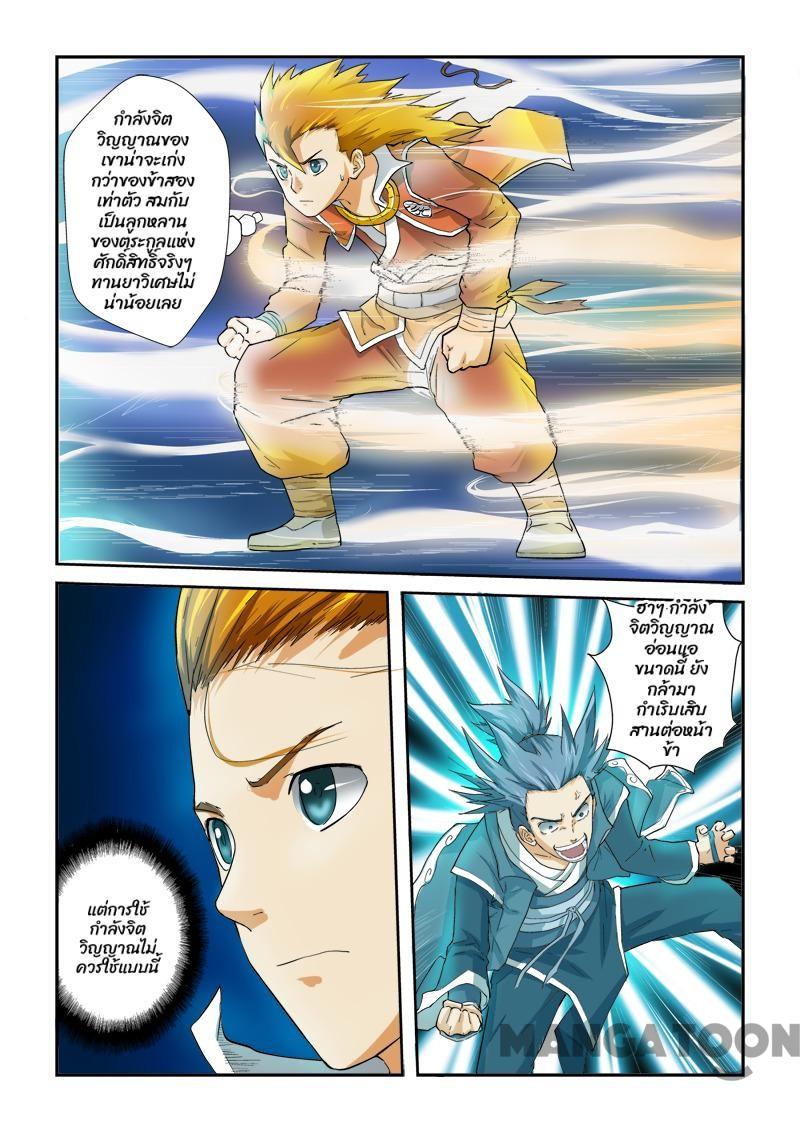 กำลังจิต
วิญญาณของ
เขาน่าจะเก่ง
กว่าของข้าสอง
เท่าตัว สมกับ
เป็นลูกหลาน
ของตระกูลแห่ง
ศักดิ์สิทธิ์จริงๆ
ทานยาวิเศษไม่
น่าน้อยเลย
ฮาๆ กำลัง
จิตวิญญาณ
อ่อนแอ
ขนาดนี้ ยัง
กล้ามา
กำเริบเสิบ
สานต่อหน้า
ข้า
แต่การใช้
กำลังจิต
วิญญาณไม่
ควรใช้แบบนี้
MANGATOON